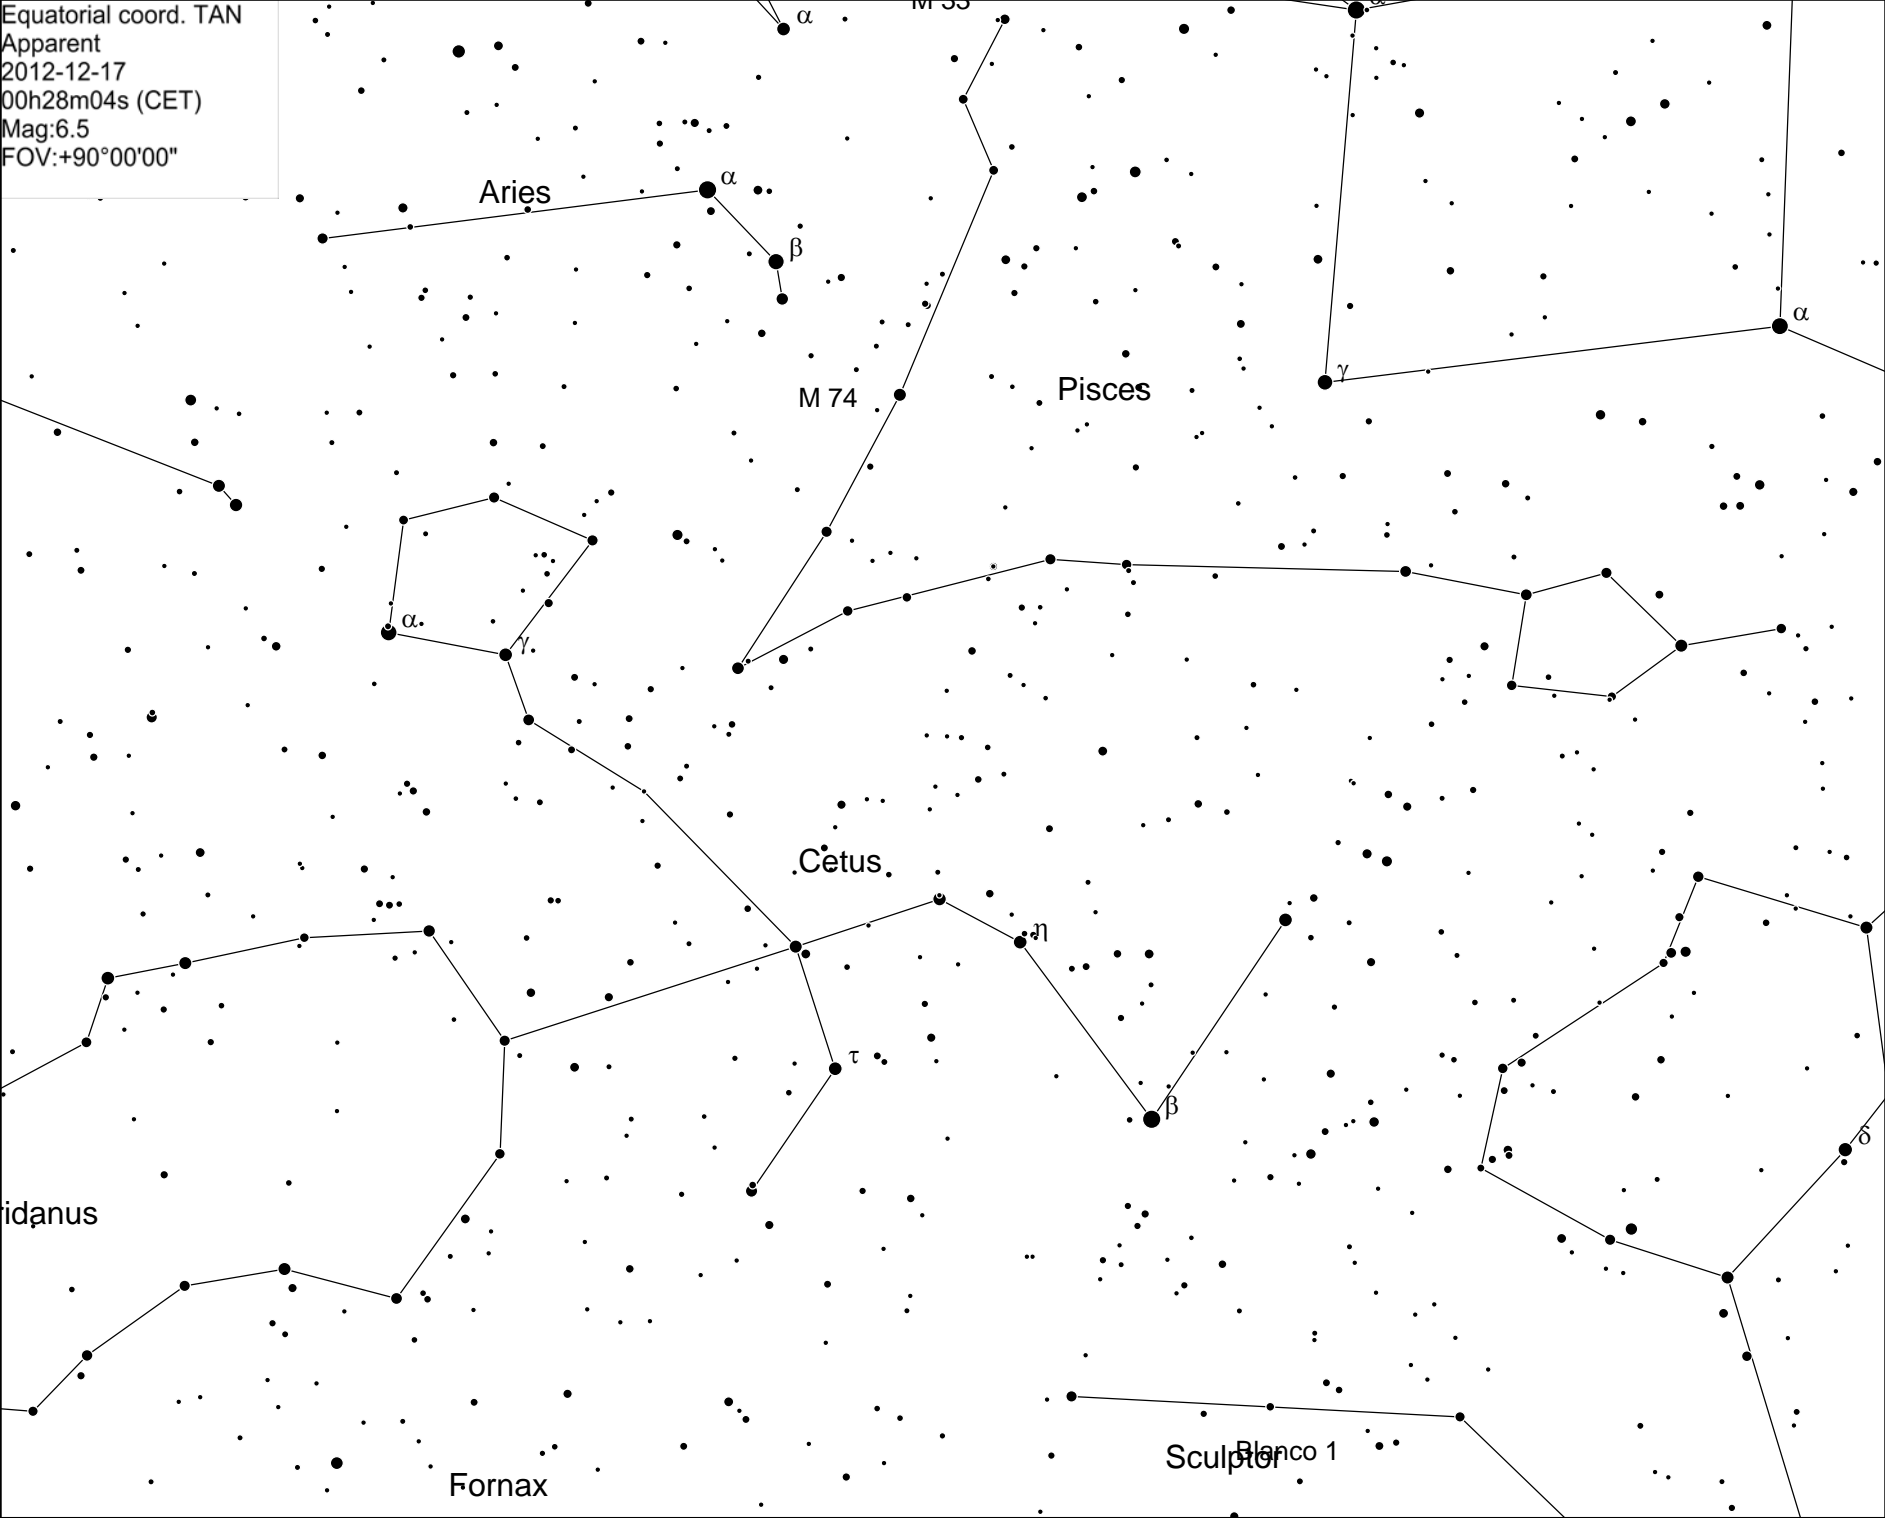 Equatorial coord. TAN
Apparent
2012-12-17
00h28m04s (CET)
Mag:6.5
FOV:+90°00'00"
α
M 33
α
Aries
α
β
α
γ
Pisces
M 74
α
γ
Cetus
η
τ
β
δ
ridanus
Sculptor
Blanco 1
Fornax